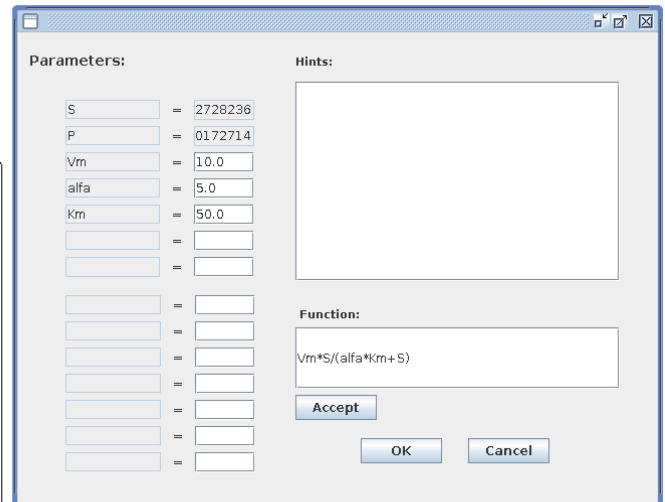 Parameters:
S = 2728236
P = 0172714
Vm = 10.0
alfa = 5.0
Km = 50.0
=
=
=
=
=
=
=
=
=
Hints:
Function:
Vm*S/(alfa*Km+S)
Accept
OK Cancel